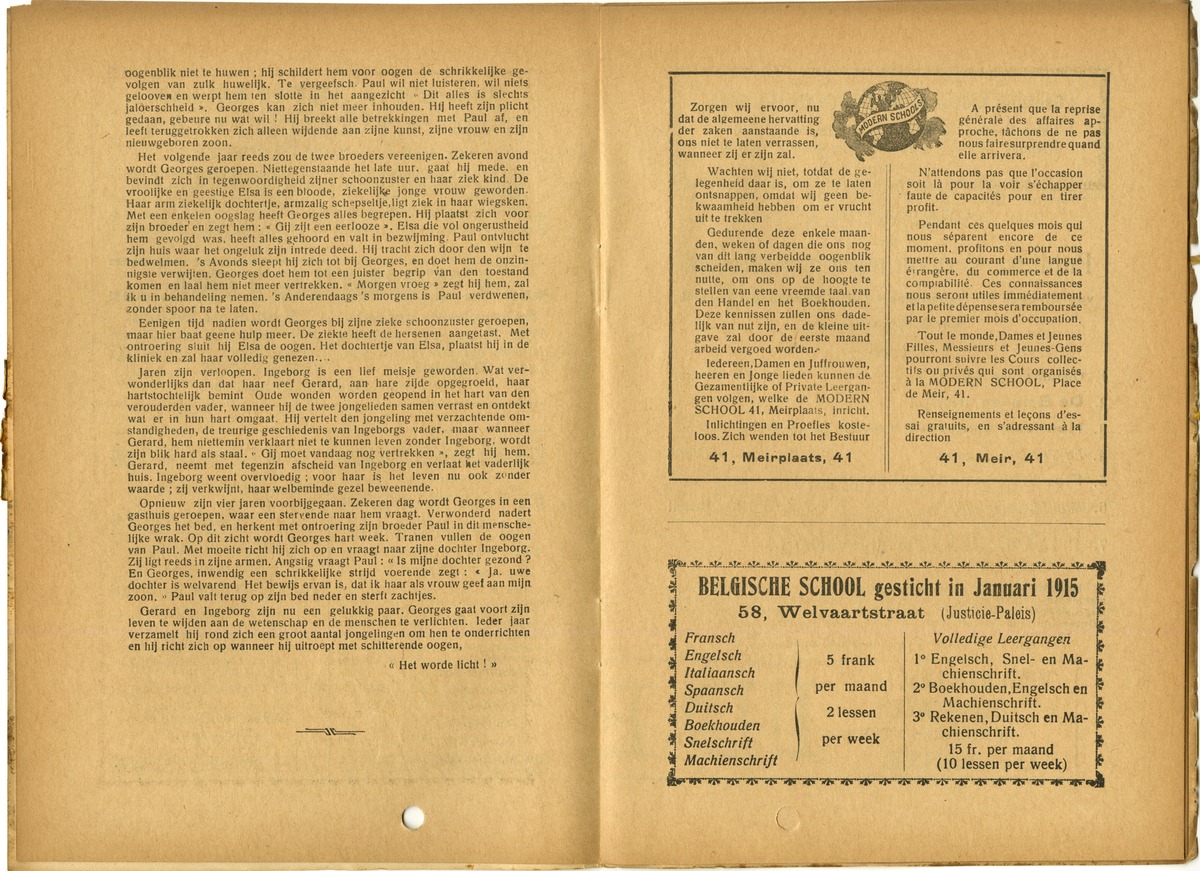 oogenblik niet te huwen ; hij schildert hem voor oogen de schrikkelijke ge-
volgen van zulk huwelijk. Te vergeefsch. Paul wil niet luisteren, wil niets
gelooven en werpt hem ten slotte in het aangezicht « Dit alles is slechts
jaloerschheid ». Georges kan zich niet meer inhouden. Hij heeft zijn plicht
gedaan, gebeure nu wat wil ! Hij breekt alle betrekkingen met Paul af, en
leeft teruggetrokken zich alleen wijdende aan zijne kunst, zijne vrouw en zijn
nieuwgeboren zoon.
Het volgende jaar reeds zou de twee broeders vereenigen. Zekeren avond
wordt Georges geroepen. Niettegenstaande het late uur. gaat hij mede. en
bevindt zich in tegenwoordigheid zijner schoonzuster en haar ziek kind. De
vroolijke en geestige Elsa is een bloode, ziekelijke jonge vrouw geworden.
Haar arm ziekelijk dochtertje, armzalig schepseltje,ligt ziek in haar wiegsken.
Met een enkelen oogslag heeft Georges alles begrepen. Hij plaatst zich voor
zijn broeder en zegt hem : « Gij zijt een eerlooze ». Elsa die vol ongerustheid
hem gevolgd was, heeft alles gehoord en valt in bezwijming. Paul ontvlucht
zijn huis waar het ongeluk zijn intrede deed. Hij tracht zich door den wijn te
bedwelmen. 's Avonds sleept hij zich tot bij Georges, en doet hem de onzin-
nigste verwijten. Georges doet hem tot een juister begrip van den toestand
komen en laal hem niet meer vertrekken. « Morgen vroeg » zegt hij hem, zal
ik u in behandeling nemen. 's Anderendaags 's morgens is Paul verdwenen,
zonder spoor na te laten.
Eenigen tijd nadien wordt Georges bij zijne zieke schoonzuster geroepen,
maar hier baat geene hulp meer. De ziekte heeft de hersenen aangetast. Met
ontroering sluit hij Elsa de oogen. Het dochtertje van Elsa, plaatst hij in de
kliniek en zal haar volledig genezen....
Jaren zijn verloopen. Ingeborg is een lief meisje geworden. Wat ver-
wonderlijks dan dat haar neef Gerard, aan hare zijde opgegroeid, haar
hartstochtelijk bemint Oude wonden worden geopend in het hart van den
verouderden vader, wanneer hij de twee jongelieden samen verrast en ontdekt
wat er in hun hart omgaat. Hij vertelt den jongeling met verzachtende om-
standigheden, de treurige geschiedenis van Ingeborgs vader, maar wanneer
Gerard, hem niettemin verklaart niet te kunnen leven zonder Ingeborg, wordt
zijn blik hard als staal. « Gij moet vandaag nog vertrekken », zegt hij hem.
Gerard, neemt met tegenzin afscheid van Ingeborg en verlaat het vaderlijk
huis. Ingeborg weent overvloedig ; voor haar is het leven nu ook zonder
waarde ; zij verkwijnt, haar welbeminde gezel beweenende.
Opnieuw zijn vier jaren voorbijgegaan. Zekeren dag wordt Georges in een
gasthuis geroepen, waar een stervende naar hem vraagt. Verwonderd nadert
Georges het bed, en herkent met ontroering zijn broeder Paul in dit mensche-
lijke wrak. Op dit zicht wordt Georges hart week. Tranen vullen de oogen
van Paul. Met moeite richt hij zich op en vraagt naar zijne dochter Ingeborg.
Zij ligt reeds in zijne armen. Angstig vraagt Paul : « Is mijne dochter gezond ?
En Georges, inwendig een schrikkelijke strijd voerende zegt : « Ja. uwe
dochter is welvarend Het bewijs ervan is, dat ik haar als vrouw geef aan mijn
zoon. » Paul valt terug op zijn bed neder en sterft zachtjes.
Gerard en Ingeborg zijn nu een gelukkig paar. Georges gaat voort zijn
leven te wijden aan de wetenschap en de menschen te verlichten. Ieder jaar
verzamelt hij rond zich een groot aantal jongelingen om hen te onderrichten
en hij richt zich op wanneer hij uitroept met schitterende oogen,
« Het worde licht ! »
MODERN SCHOOLS
Zorgen wij ervoor, nu
dat de algemeene hervatting
der zaken aanstaande is,
ons niet te laten verrassen,
wanneer zij er zijn zal.
Wachten wij niet, totdat de ge-
legenheid daar is, om ze te laten
ontsnappen, omdat wij geen be-
kwaamheid hebben om er vrucht
uit te trekken
Gedurende deze enkele maan-
den, weken of dagen die ons nog
van dit lang verbeidde oogenblik
scheiden, maken wij ze ons ten
nutte, om ons op de hoogte te
stellen van eene vreemde taal. van
den Handel en het Boekhouden.
Deze kennissen zullen ons dade-
lijk van nut zijn, en de kleine uit-
gave zal door de eerste maand
arbeid vergoed worden.
Iedereen,Damen en Juffrouwen,
heeren en Jonge lieden kunnen de
Gezamentlijke of Private Leergan-
gen volgen, welke de MODERN
SCHOOL 41, Meirplaats, inricht.
Inlichtingen en Proefles koste-
loos. Zich wenden tot het Bestuur
41, Meirplaats, 41
A présent que la reprise
générale des affaires ap-
proche, tâchons de ne pas
nous faire surprendre quand
elle arrivera.
N'attendons pas que l'occasion
soit là pour la voir s'échapper
faute de capacités pour en tirer
profit.
Pendant ces quelques mois qui
nous séparent encore de ce
moment. profitons en pour nous
mettre au courant d'une langue
étrangère, du commerce et de la
comptabilité. Ces connaissances
nous seront utiles immédiatement
et la petite dépense sera remboursée
par le premier mois d'occupation.
Tout le monde,Dames et Jeunes
Filles, Messieurs et Jeunes-Gens
pourront suivre les Cours collec-
tifs ou privés qui sont organisés
à la MODERN SCHOOL, Place
de Meir, 41.
Renseignements et leçons d'es-
sai gratuits, en s'adressant à la
direction
41, Meir, 41
BELGISCHE SCHOOL gesticht in Januari 1915
58, Welvaartstraat (Justicie-Paleis)
Fransch
Engelsch
Italiaansch
Spaansch
Duitsch
Boekhouden
Snelschrift
Machienschrift
5 frank
per maand
2 lessen
per week
Volledige Leergangen
1º Engelsch, Snel- en Ma-
chienschrift.
2º Boekhouden,Engelsch en
Machienschrift.
3º Rekenen, Duitsch en Ma-
chienschrift.
15 fr. per maand
(10 lessen per week)